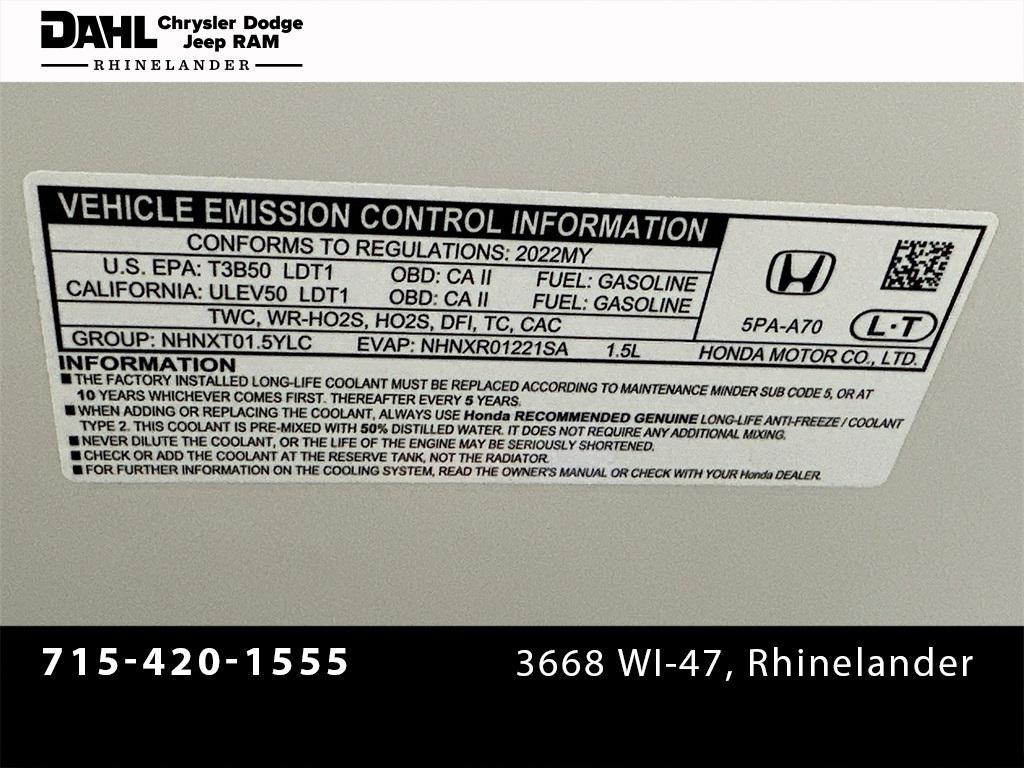 DAHL Chrysler Dodge
Jeep RAM
RHINELANDER
VEHICLE EMISSION CONTROL INFORMATION
CONFORMS TO REGULATIONS: 2022MY
U.S. EPA: T3B50 LDT1 OBD: CA II FUEL: GASOLINE
CALIFORNIA: ULEV50 LDT1 OBD: CA II FUEL: GASOLINE
TWC, WR-HO2S, HO2S, DFI, TC, CAC
5PA-A70 L·T
GROUP: NHNXT01.5YLC EVAP: NHNXR01221SA 1.5L HONDA MOTOR CO., LTD.
INFORMATION
■ THE FACTORY INSTALLED LONG-LIFE COOLANT MUST BE REPLACED ACCORDING TO MAINTENANCE MINDER SUB CODE 5, OR AT
10 YEARS WHICHEVER COMES FIRST. THEREAFTER EVERY 5 YEARS.
■ WHEN ADDING OR REPLACING THE COOLANT, ALWAYS USE Honda RECOMMENDED GENUINE LONG-LIFE ANTI-FREEZE / COOLANT
TYPE 2. THIS COOLANT IS PRE-MIXED WITH 50% DISTILLED WATER. IT DOES NOT REQUIRE ANY ADDITIONAL MIXING.
■ NEVER DILUTE THE COOLANT, OR THE LIFE OF THE ENGINE MAY BE SERIOUSLY SHORTENED.
■ CHECK OR ADD THE COOLANT AT THE RESERVE TANK, NOT THE RADIATOR.
■ FOR FURTHER INFORMATION ON THE COOLING SYSTEM, READ THE OWNER'S MANUAL OR CHECK WITH YOUR Honda DEALER.
715-420-1555 3668 WI-47, Rhinelander